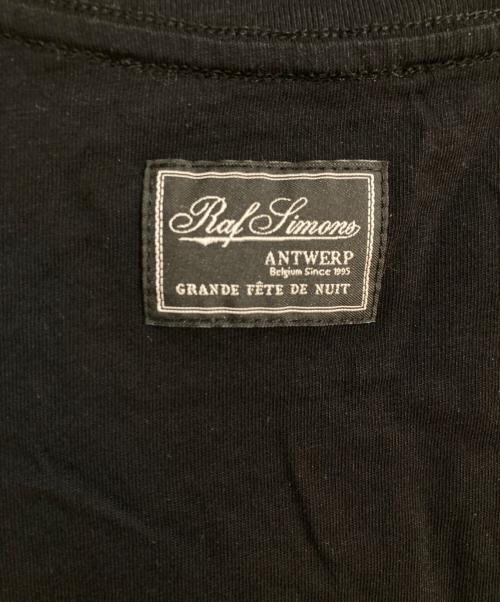 Raf Simons
ANTWERP
Belgium Since 1995
GRANDE FÊTE DE NUIT